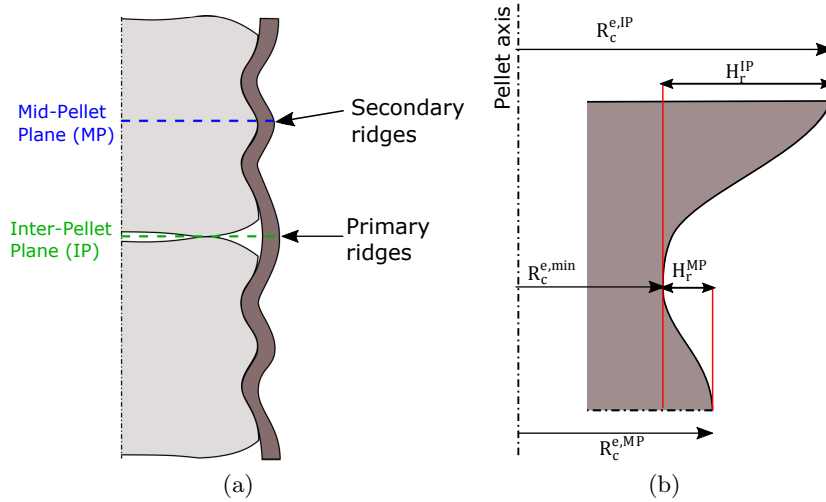 Mid-Pellet
Plane (MP)
Secondary
ridges
Inter-Pellet
Plane (IP)
Primary
ridges
(a)
Pellet axis
R_c^{e,IP}
H_r^{IP}
R_c^{e,min}
H_r^{MP}
R_c^{e,MP}
(b)